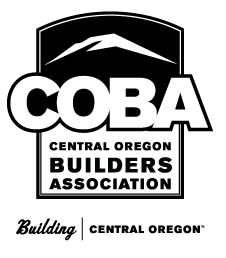 COBA
CENTRAL OREGON
BUILDERS
ASSOCIATION
Building | CENTRAL OREGON™